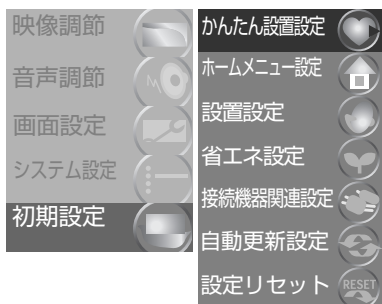 映像調節
音声調節
画面設定
システム設定
初期設定
かんたん設置設定
ホームメニュー設定
設置設定
省エネ設定
接続機器関連設定
自動更新設定
設定リセット
RESET